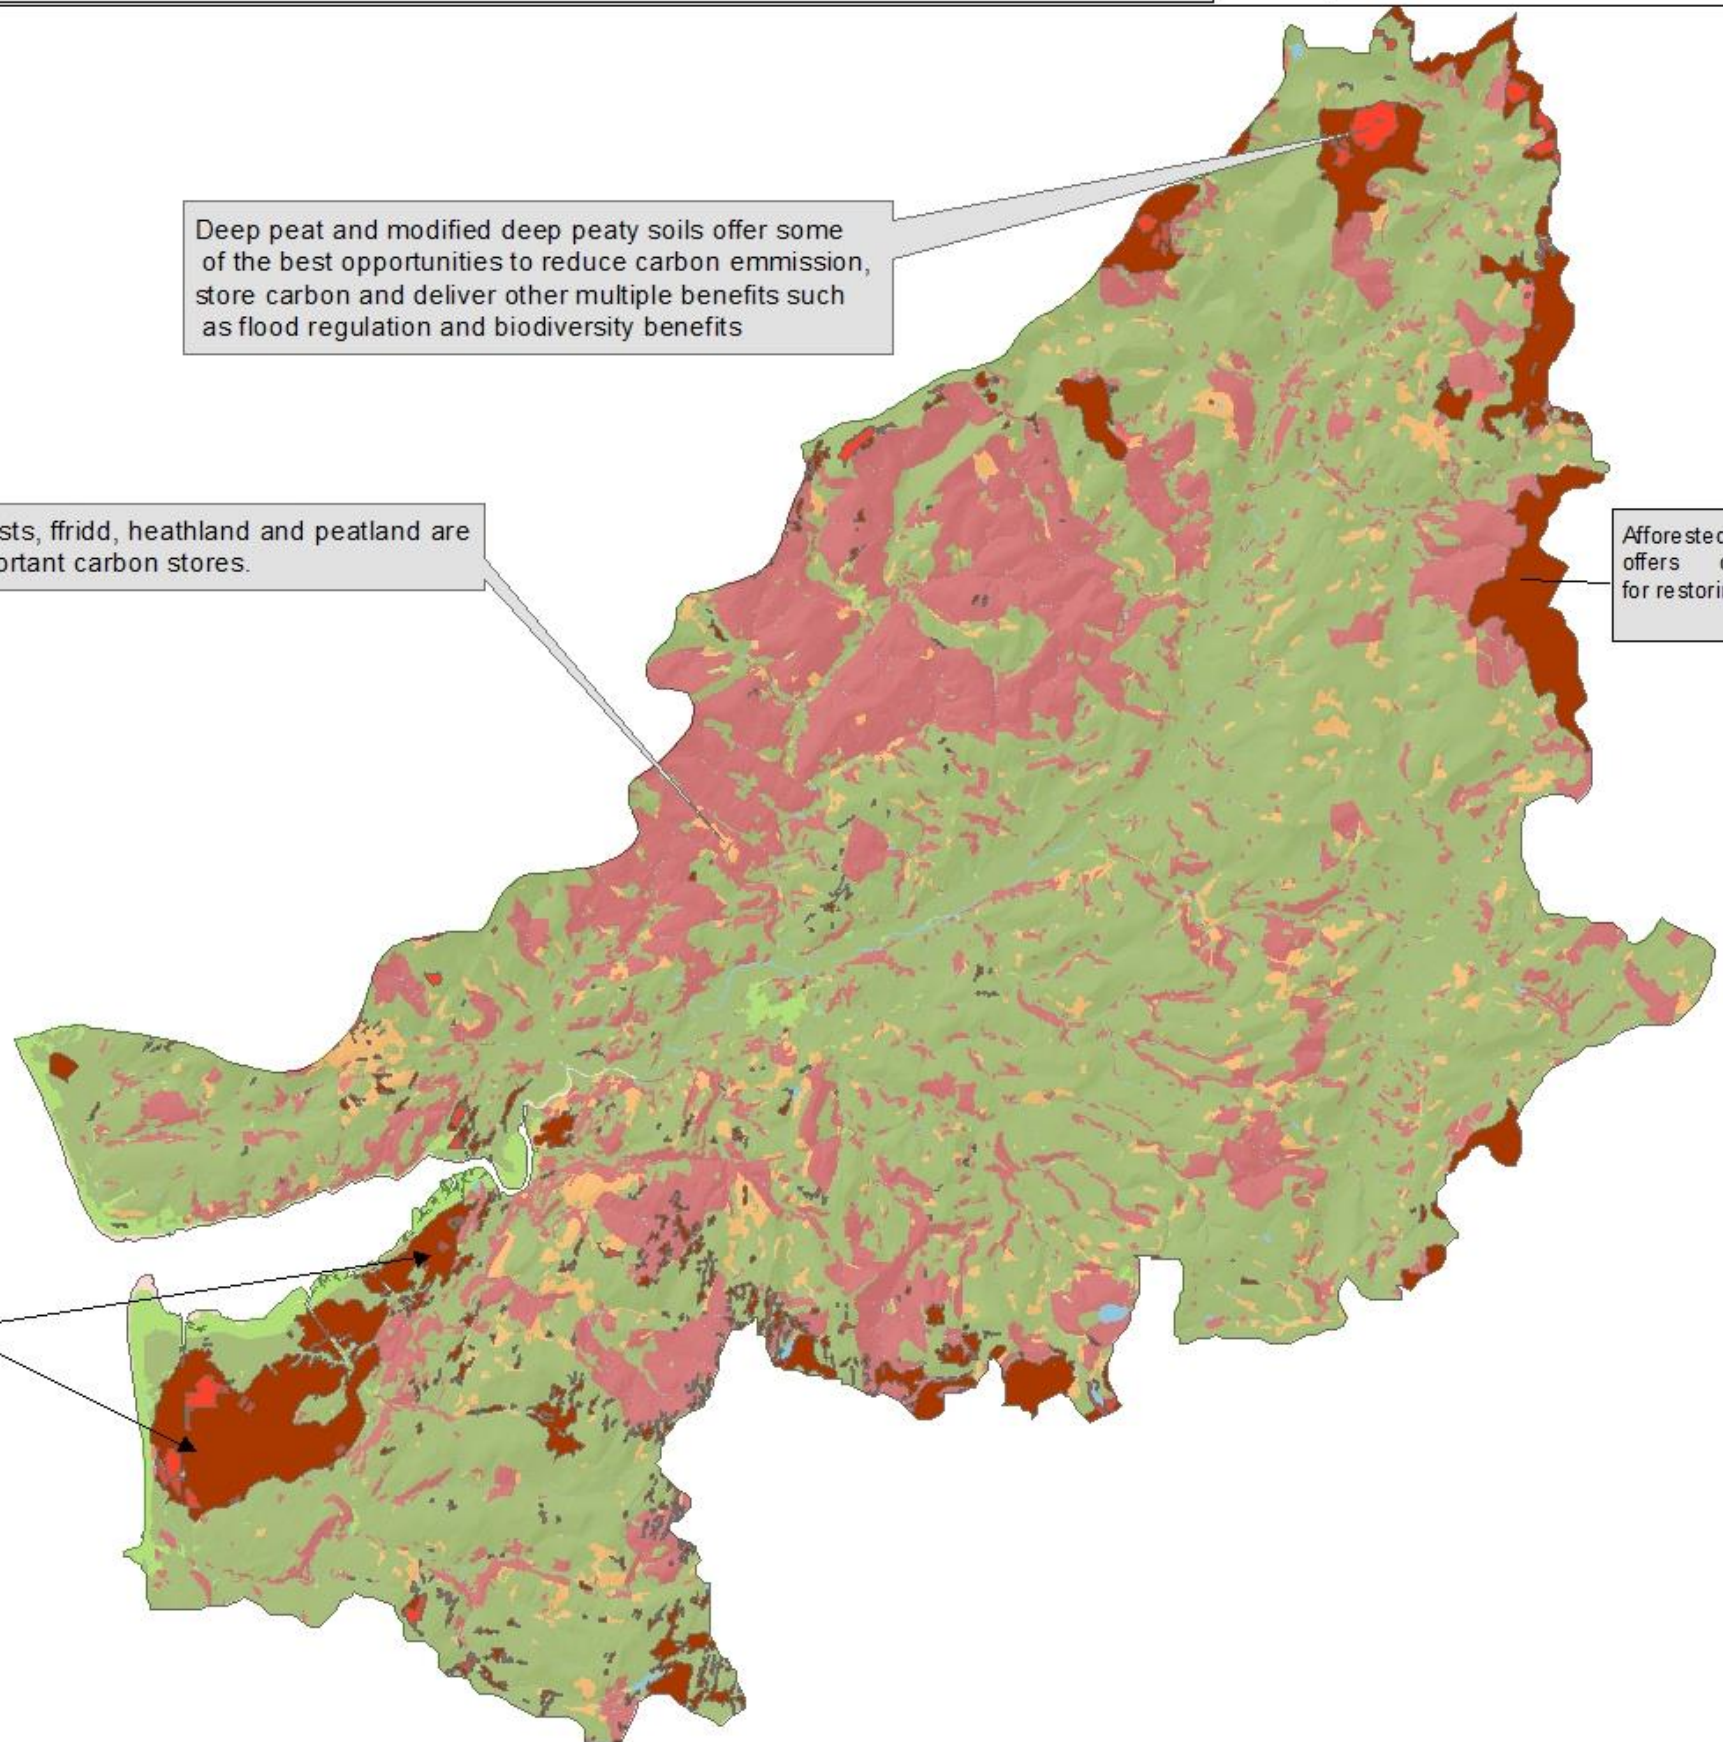 Deep peat and modified deep peaty soils offer some
of the best opportunities to reduce carbon emmission,
store carbon and deliver other multiple benefits such
as flood regulation and biodiversity benefits
sts, ffridd, heathland and peatland are
ortant carbon stores.
Afforested
offers
for restori